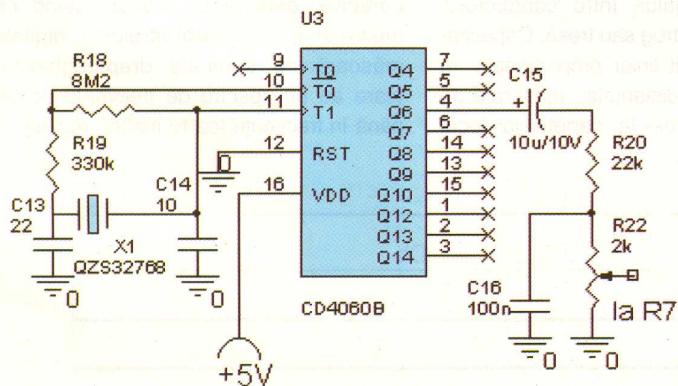 U3
R18
8M2
R19
330k
C13
22
X1
QZS32768
C14
10
0
0
0
9
10
11
12
16
T0
T0
T1
RST
VDD
Q4
Q5
Q6
Q7
Q8
Q9
Q10
Q12
Q13
Q14
7
5
4
6
14
13
15
1
2
3
CD4060B
+5V
C15
+
10u/10V
R20
22k
R22
2k
C16
100n
la R7
0
0